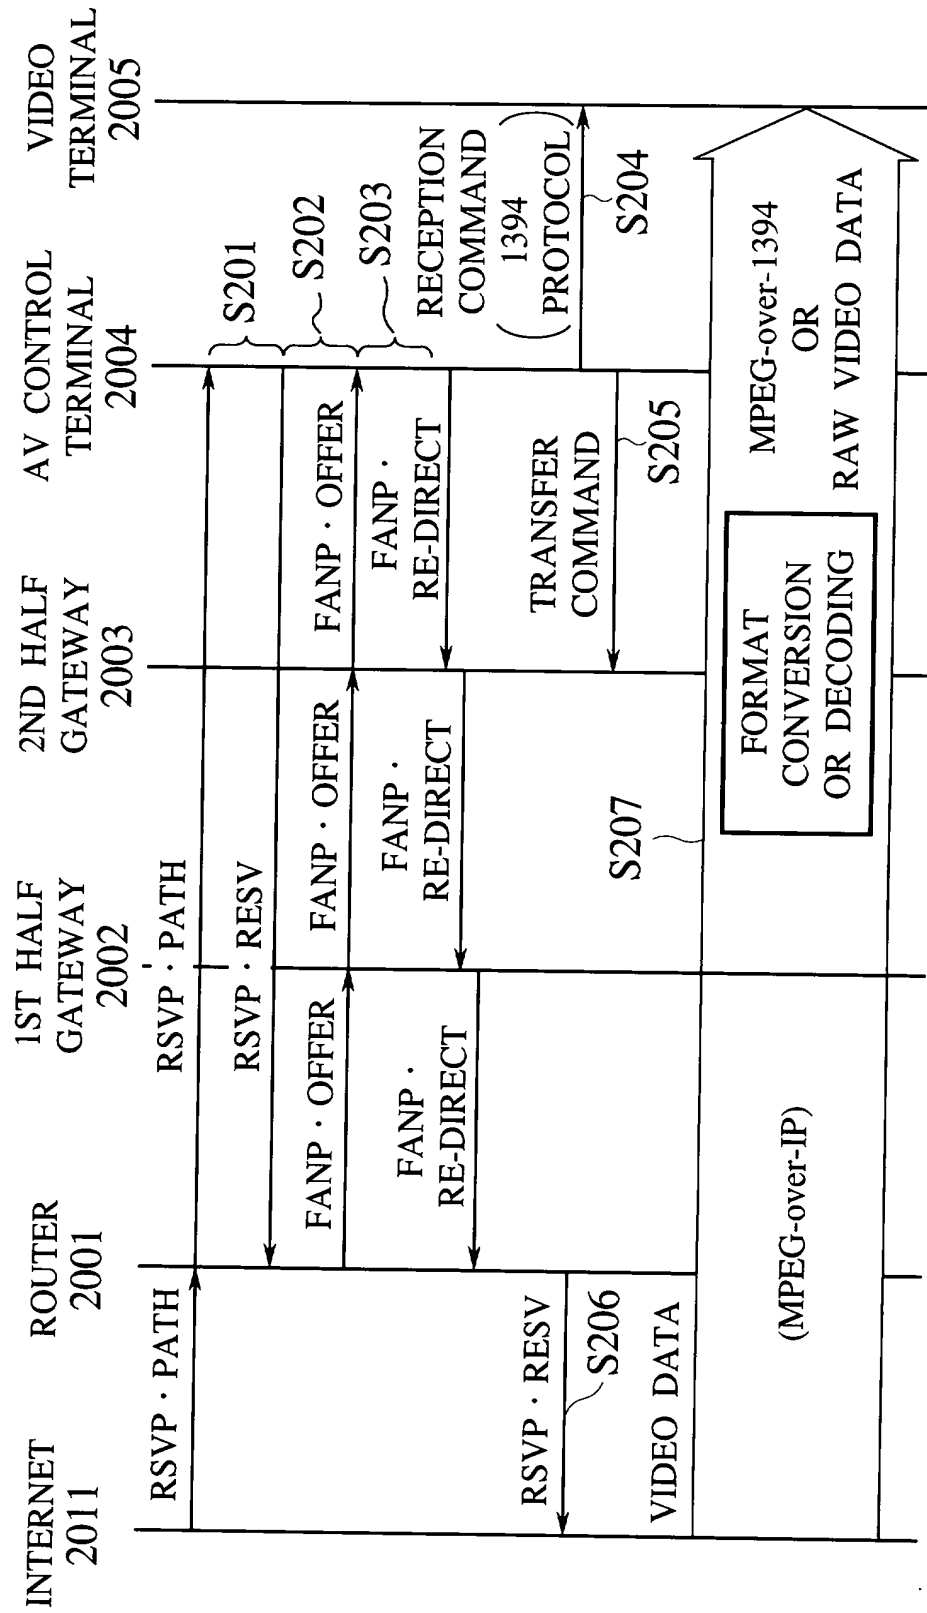 INTERNET
2011
ROUTER
2001
1ST HALF
GATEWAY
2002
2ND HALF
GATEWAY
2003
AV CONTROL
TERMINAL
2004
VIDEO
TERMINAL
2005
RSVP · PATH
RSVP · PATH
S201
RSVP · RESV
S202
FANP · OFFER
FANP · OFFER
FANP · OFFER
S203
FANP ·
RE-DIRECT
FANP ·
RE-DIRECT
FANP ·
RE-DIRECT
RECEPTION
COMMAND
(1394
PROTOCOL)
S204
TRANSFER
COMMAND
S205
RSVP · RESV
S206
VIDEO DATA
S207
(MPEG-over-IP)
FORMAT
CONVERSION
OR DECODING
MPEG-over-1394
OR
RAW VIDEO DATA